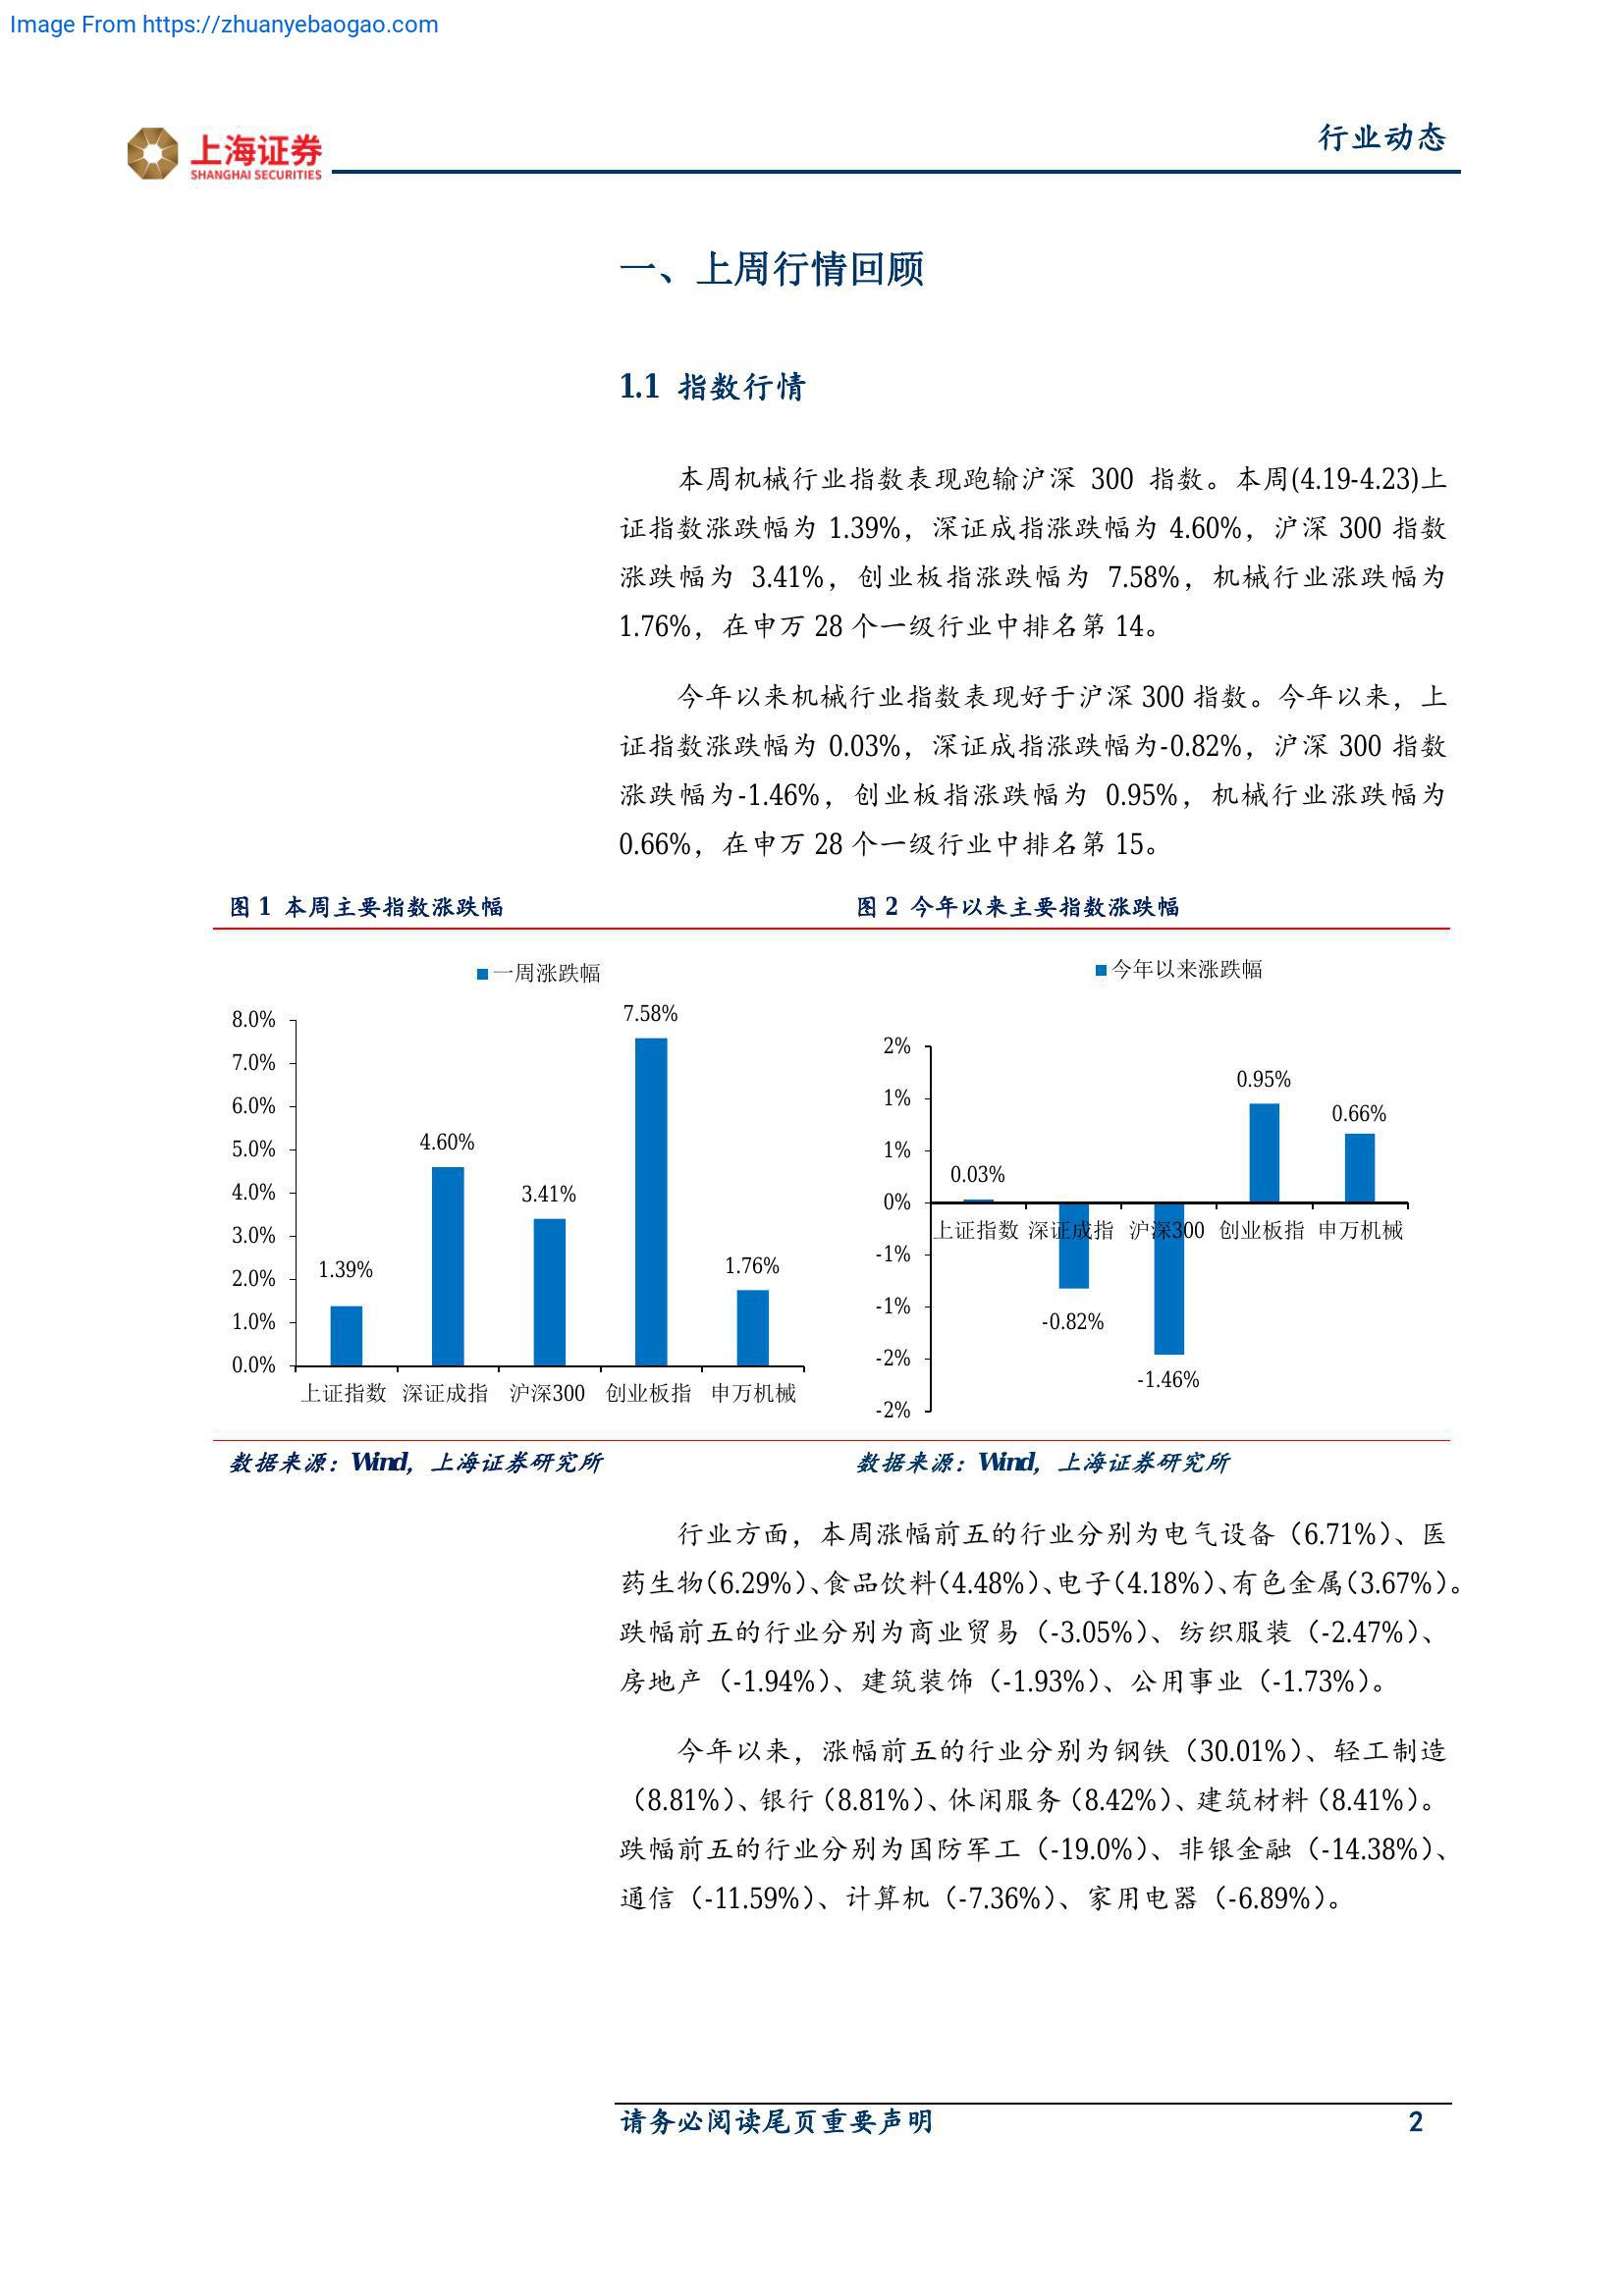 Image From https://zhuanyebaogao.com
上海证券
SHANGHAI SECURITIES
行业动态
一、上周行情回顾
1.1 指数行情
本周机械行业指数表现跑输沪深 300 指数。本周(4.19-4.23)上
证指数涨跌幅为 1.39%，深证成指涨跌幅为 4.60%，沪深 300 指数
涨跌幅为 3.41%，创业板指涨跌幅为 7.58%，机械行业涨跌幅为
1.76%，在申万 28 个一级行业中排名第 14。
今年以来机械行业指数表现好于沪深 300 指数。今年以来，上
证指数涨跌幅为 0.03%，深证成指涨跌幅为-0.82%，沪深 300 指数
涨跌幅为-1.46%，创业板指涨跌幅为 0.95%，机械行业涨跌幅为
0.66%，在申万 28 个一级行业中排名第 15。
图 1 本周主要指数涨跌幅
一周涨跌幅
8.0%
7.0%
6.0%
5.0%
4.0%
3.0%
2.0%
1.0%
0.0%
1.39%
4.60%
3.41%
7.58%
1.76%
上证指数 深证成指 沪深300 创业板指 申万机械
数据来源：Wind，上海证券研究所
图 2 今年以来主要指数涨跌幅
今年以来涨跌幅
2%
1%
1%
0%
-1%
-1%
-2%
-2%
0.03%
-0.82%
-1.46%
0.95%
0.66%
上证指数 深证成指 沪深300 创业板指 申万机械
数据来源：Wind，上海证券研究所
行业方面，本周涨幅前五的行业分别为电气设备（6.71%）、医
药生物（6.29%）、食品饮料（4.48%）、电子（4.18%）、有色金属（3.67%）。
跌幅前五的行业分别为商业贸易（-3.05%）、纺织服装（-2.47%）、
房地产（-1.94%）、建筑装饰（-1.93%）、公用事业（-1.73%）。
今年以来，涨幅前五的行业分别为钢铁（30.01%）、轻工制造
（8.81%）、银行（8.81%）、休闲服务（8.42%）、建筑材料（8.41%）。
跌幅前五的行业分别为国防军工（-19.0%）、非银金融（-14.38%）、
通信（-11.59%）、计算机（-7.36%）、家用电器（-6.89%）。
请务必阅读尾页重要声明
2